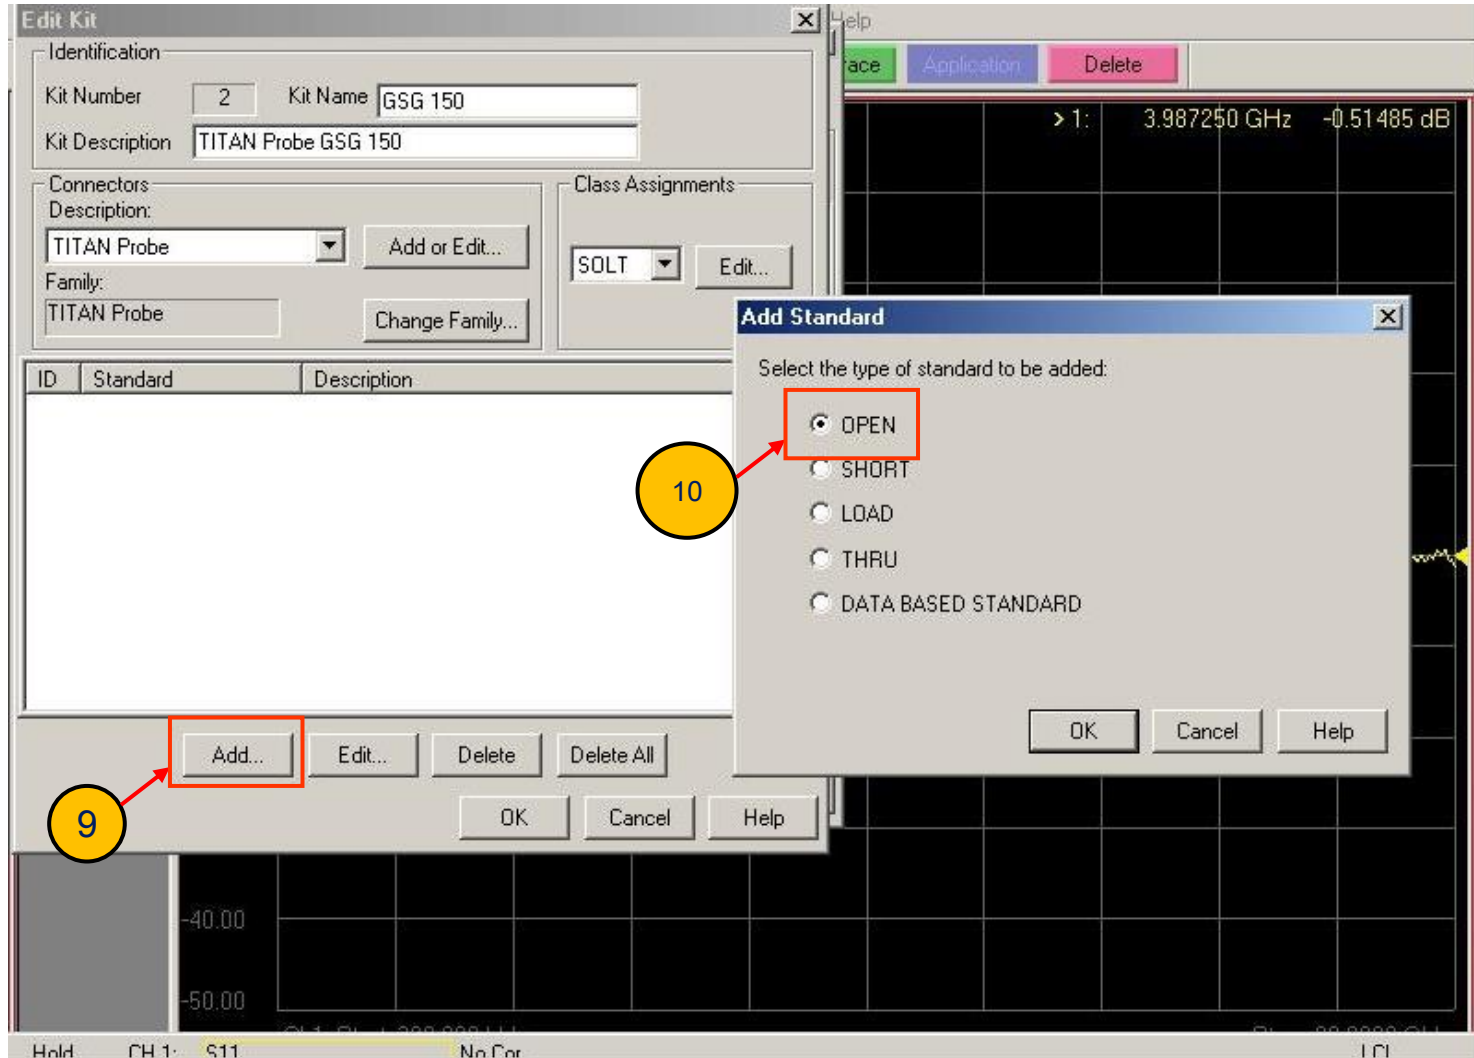 Edit Kit
Help
Identification
Kit Number 2 Kit Name GSG 150
Kit Description TITAN Probe GSG 150
Application Delete
> 1: 3.987250 GHz -0.51485 dB
Connectors
Description:
TITAN Probe Add or Edit...
Family:
TITAN Probe Change Family...
Class Assignments
SOLT Edit...
ID Standard Description
Add Standard
Select the type of standard to be added:
OPEN
SHORT
LOAD
THRU
DATA BASED STANDARD
OK Cancel Help
10
Add... Edit... Delete Delete All
9
OK Cancel Help
-40.00
-50.00
Hold CH 1: S11 No Cor LCL